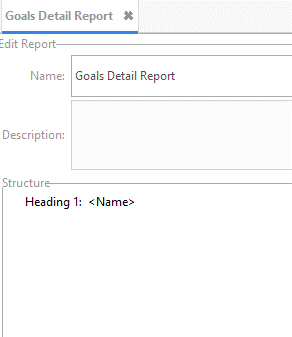 Goals Detail Report ✖
Edit Report
Name: Goals Detail Report
Description:
Structure
Heading 1: <Name>